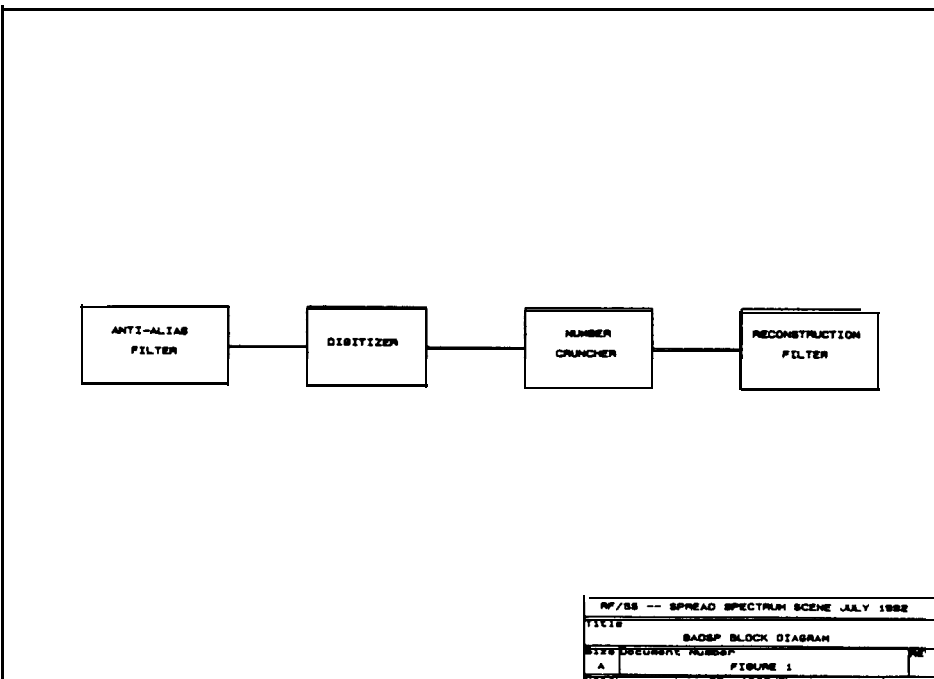 ANTI-ALIAS
FILTER
DIGITIZER
NUMBER
CRUNCHER
RECONSTRUCTION
FILTER
RF/SS -- SPREAD SPECTRUM SCENE JULY 1992
Title
BLOCK DIAGRAM
Size Document Number
A FIGURE 1